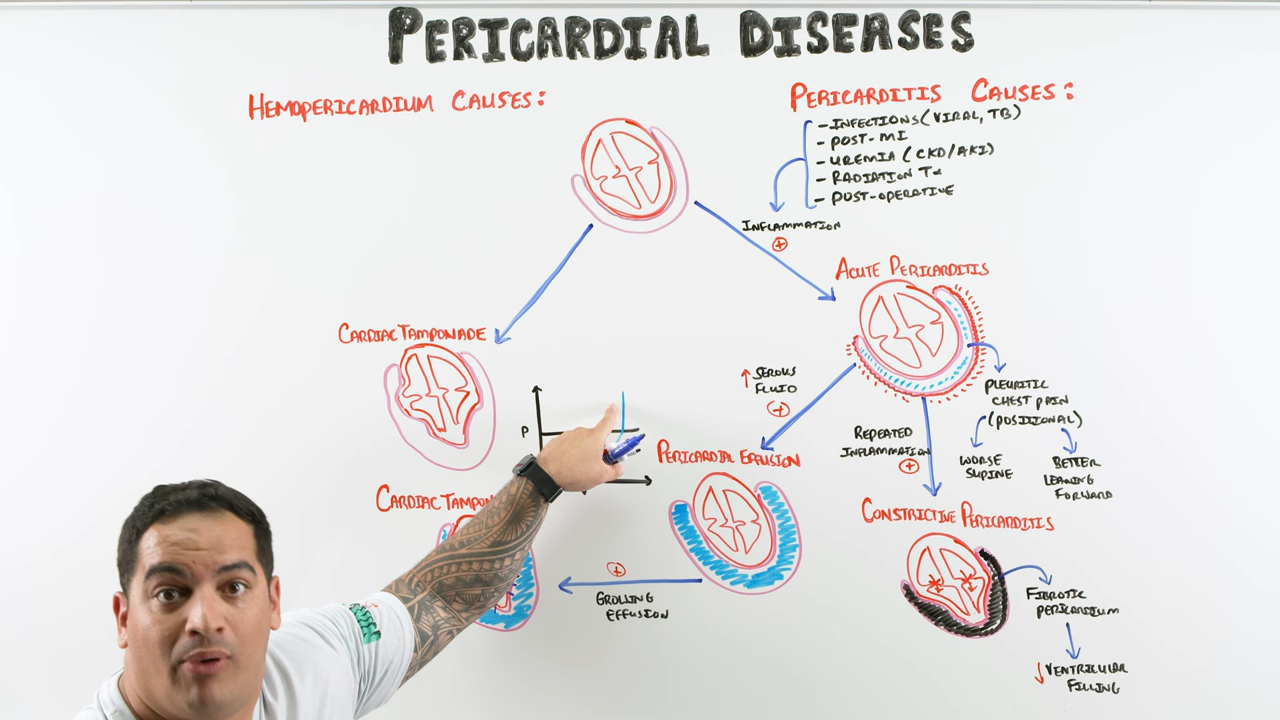 PERICARDIAL DISEASES
HEMOPERICARDIUM CAUSES:
PERICARDITIS CAUSES:
- INFECTIONS (VIRAL, TB)
- POST-MI
- UREMIA (CKD/AKI)
- RADIATION Tx
- POST-OPERATIVE
INFLAMMATION
+
ACUTE PERICARDITIS
CARDIAC TAMPONADE
↑ SEROUS
FLUID
+
PLEURITIC
CHEST PAIN
(POSITIONAL)
WORSE
SUPINE
BETTER
LEANING
FORWARD
P
REPEATED
INFLAMMATION
+
PERICARDIAL EFFUSION
CARDIAC TAMPON
CONSTRICTIVE PERICARDITIS
+
GROWING
EFFUSION
FIBROTIC
PERICARDIUM
↓ VENTRICULAR
FILLING